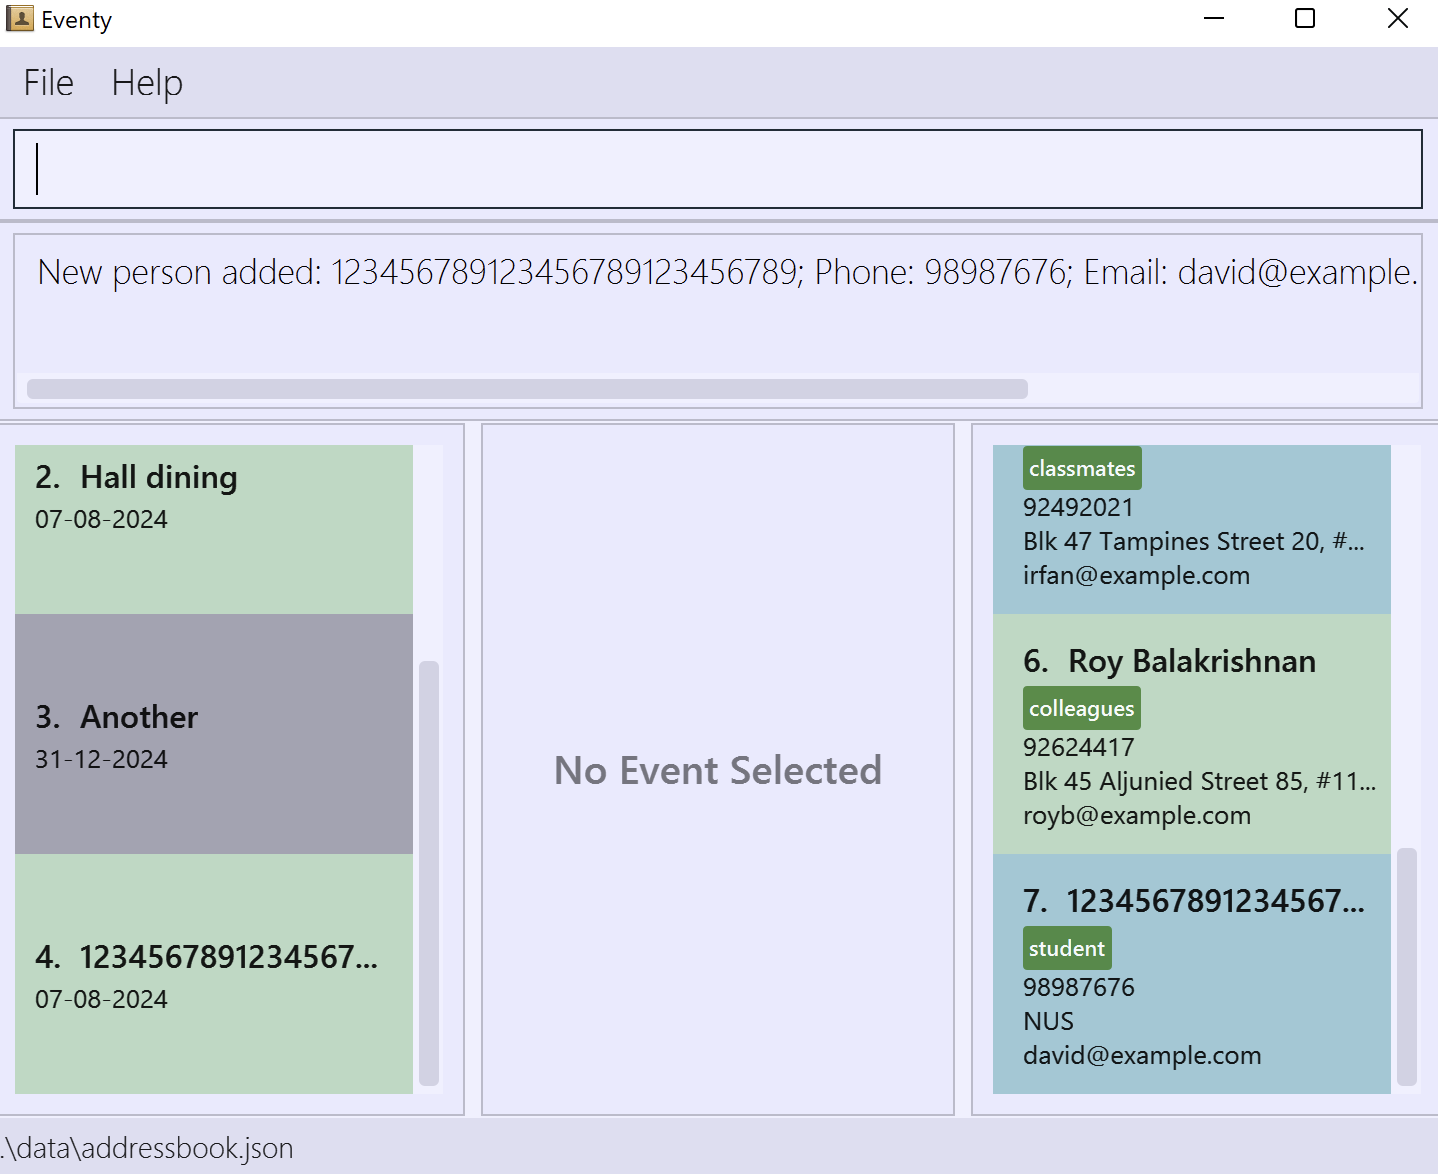 Eventy
File Help
New person added: 123456789123456789123456789; Phone: 98987676; Email: david@example.
2. Hall dining
07-08-2024
3. Another
31-12-2024
4.1234567891234567...
07-08-2024
No Event Selected
classmates
92492021
Blk 47 Tampines Street 20, #...
irfan@example.com
6. Roy Balakrishnan
colleagues
92624417
Blk 45 Aljunied Street 85, #11...
royb@example.com
7. 1234567891234567...
student
98987676
NUS
david@example.com
.\data\addressbook.json